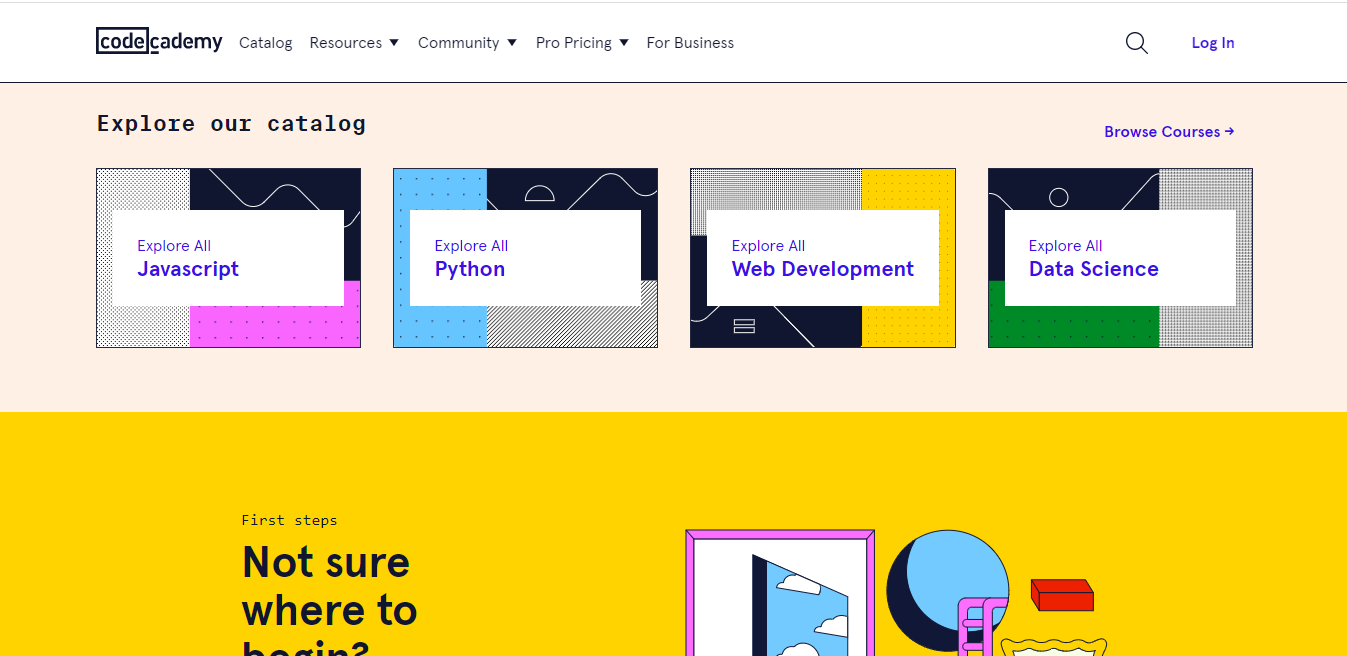 codecademy Catalog Resources Community Pro Pricing For Business Log In
Explore our catalog
Browse Courses →
Explore All
Javascript
Explore All
Python
Explore All
Web Development
Explore All
Data Science
First steps
Not sure
where to
begin?